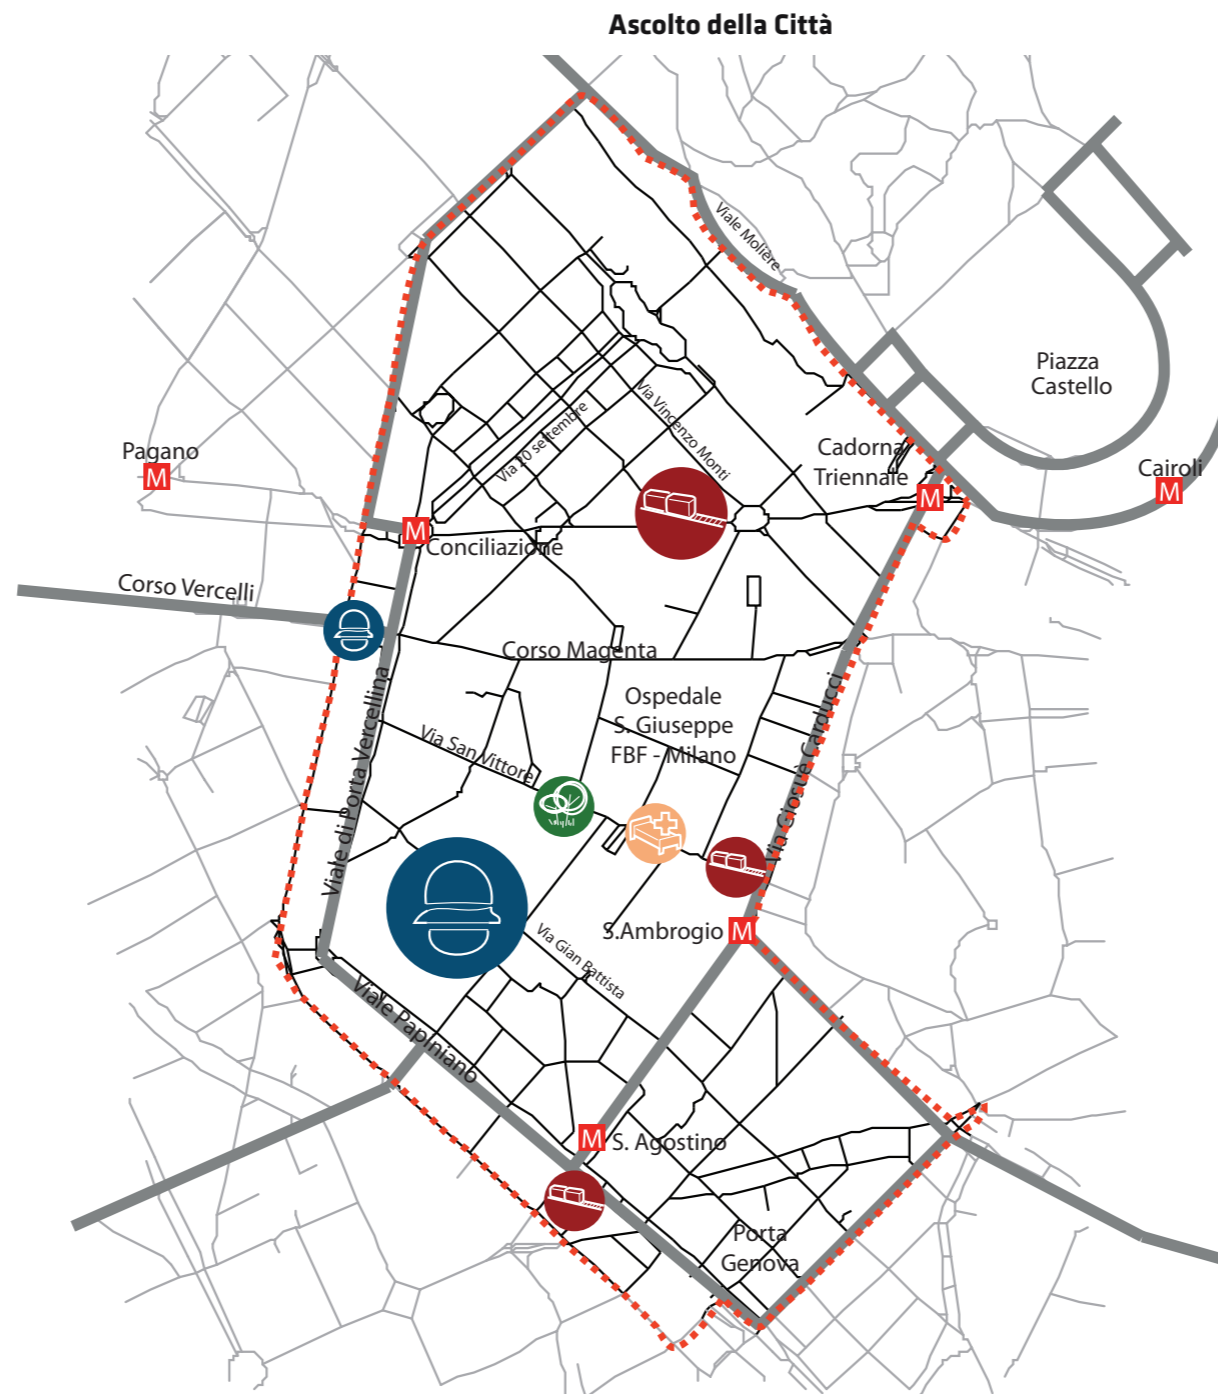 Ascolto della Città
Viale Molière
Piazza
Castello
Via Vincenzo Monti
Via 20 settembre
Pagano
M
Cadorna
Triennale
M
Cairoli
M
M
Conciliazione
Corso Vercelli
Corso Magenta
Ospedale
S. Giuseppe
FBF - Milano
Viale di Porta Vercellina
Via San Vittore
Via Giosuè Carducci
S.Ambrogio
M
Via Gian Battista
Viale Papiniano
M
S. Agostino
Porta
Genova